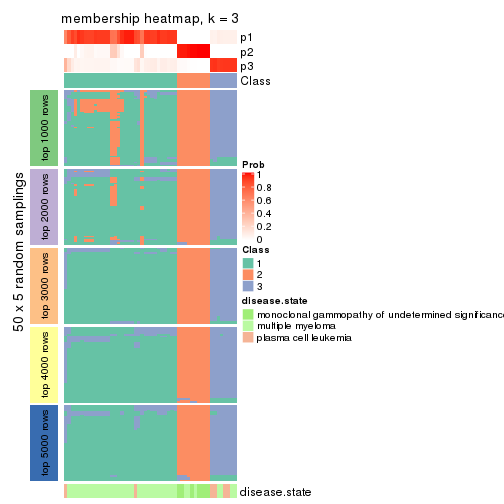 membership heatmap, k = 3
p1
p2
p3
Class
50 x 5 random samplings
top 1000 rows
top 2000 rows
top 3000 rows
top 4000 rows
top 5000 rows
Prob
1
0.8
0.6
0.4
0.2
0
Class
1
2
3
disease.state
monoclonal gammopathy of undetermined significance
multiple myeloma
plasma cell leukemia
disease.state